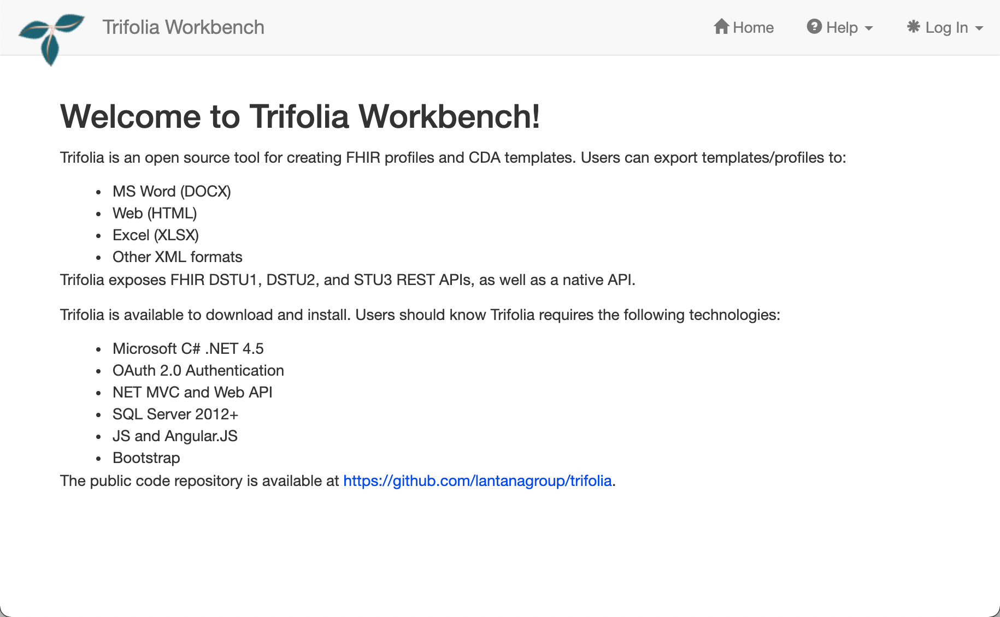 Trifolia Workbench
Home
Help
Log In
Welcome to Trifolia Workbench!
Trifolia is an open source tool for creating FHIR profiles and CDA templates. Users can export templates/profiles to:
• MS Word (DOCX)
• Web (HTML)
• Excel (XLSX)
• Other XML formats
Trifolia exposes FHIR DSTU1, DSTU2, and STU3 REST APIs, as well as a native API.
Trifolia is available to download and install. Users should know Trifolia requires the following technologies:
• Microsoft C# .NET 4.5
• OAuth 2.0 Authentication
• NET MVC and Web API
• SQL Server 2012+
• JS and Angular.JS
• Bootstrap
The public code repository is available at https://github.com/lantanagroup/trifolia.